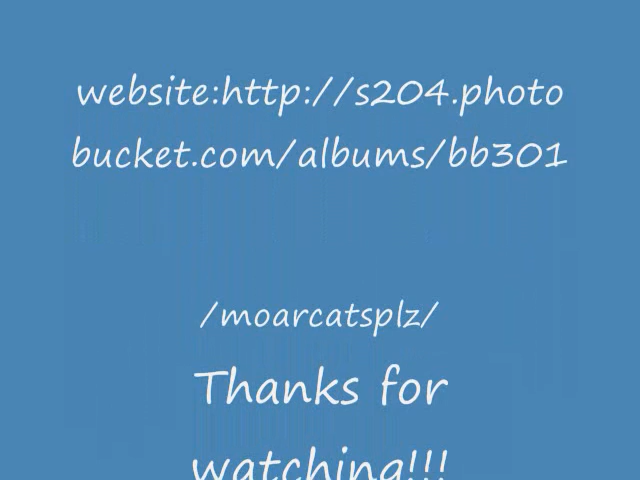 website:http://s204.photo
bucket.com/albums/bb301
/moarcatsplz/
Thanks for
watching!!!